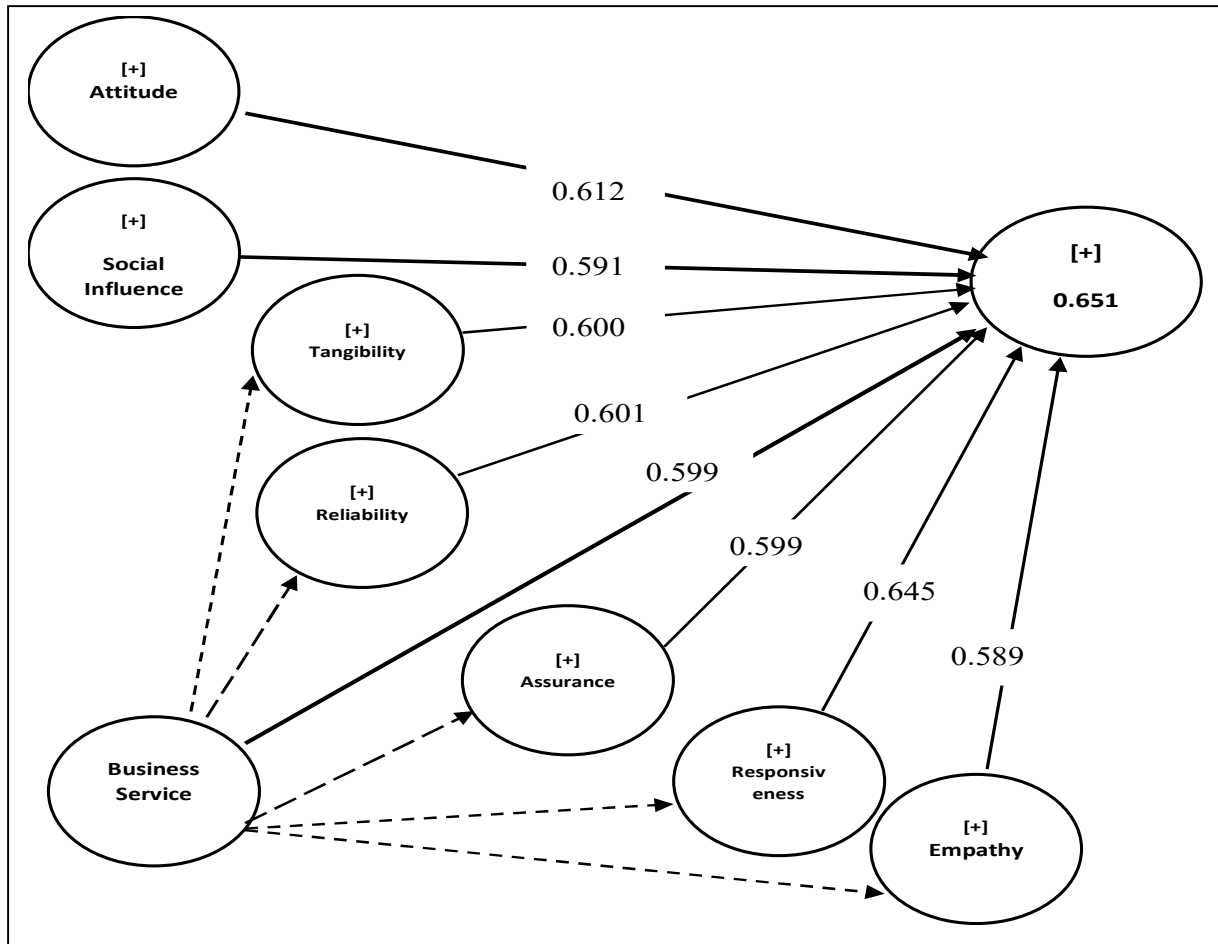 [+]
Attitude
0.612
[+]
Social
Influence
0.591
[+]
0.651
[+]
Tangibility
0.600
[+]
Reliability
0.601
0.599
0.599
[+]
Assurance
0.645
0.589
Business
Service
[+]
Responsiv
eness
[+]
Empathy